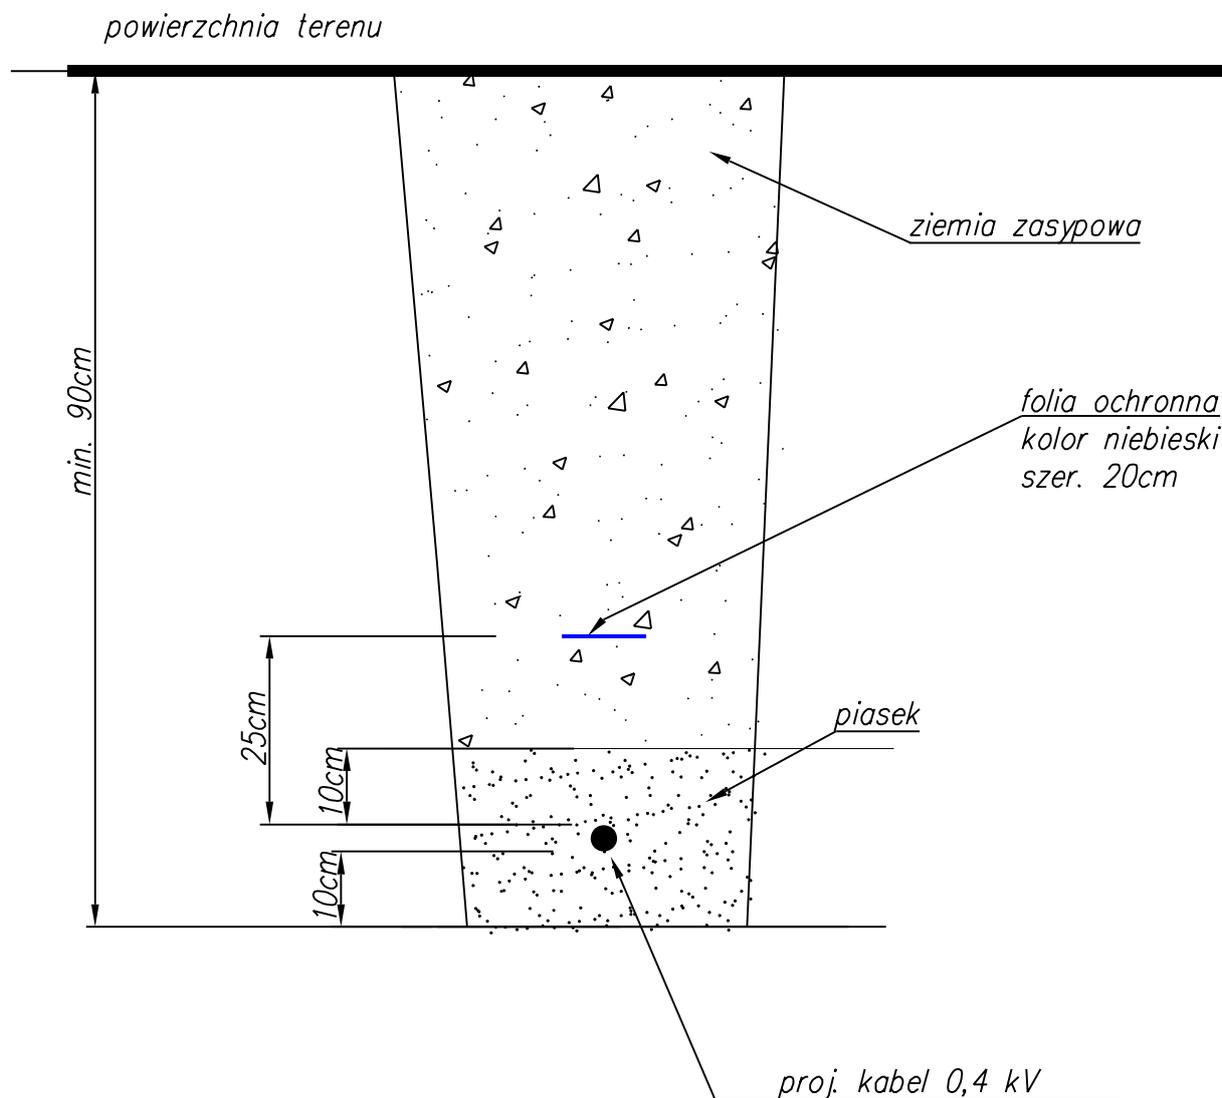 powierzchnia terenu
ziemia zasypowa
min. 90cm
folia ochronna
kolor niebieski
szer. 20cm
25cm
piasek
10cm
10cm
proj. kabel 0,4 kV